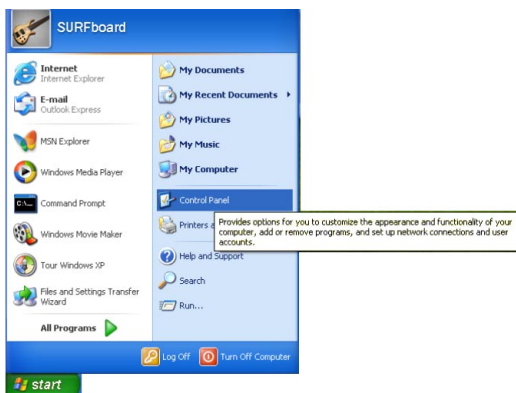 SURFboard
Internet
Internet Explorer
E-mail
Outlook Express
MSN Explorer
Windows Media Player
C:\
Command Prompt
Windows Movie Maker
Tour Windows XP
Files and Settings Transfer
Wizard
All Programs
My Documents
My Recent Documents
My Pictures
My Music
My Computer
Control Panel
Printers a
Provides options for you to customize the appearance and functionality of your
computer, add or remove programs, and set up network connections and user
accounts.
Help and Support
Search
Run...
Log Off
Turn Off Computer
start